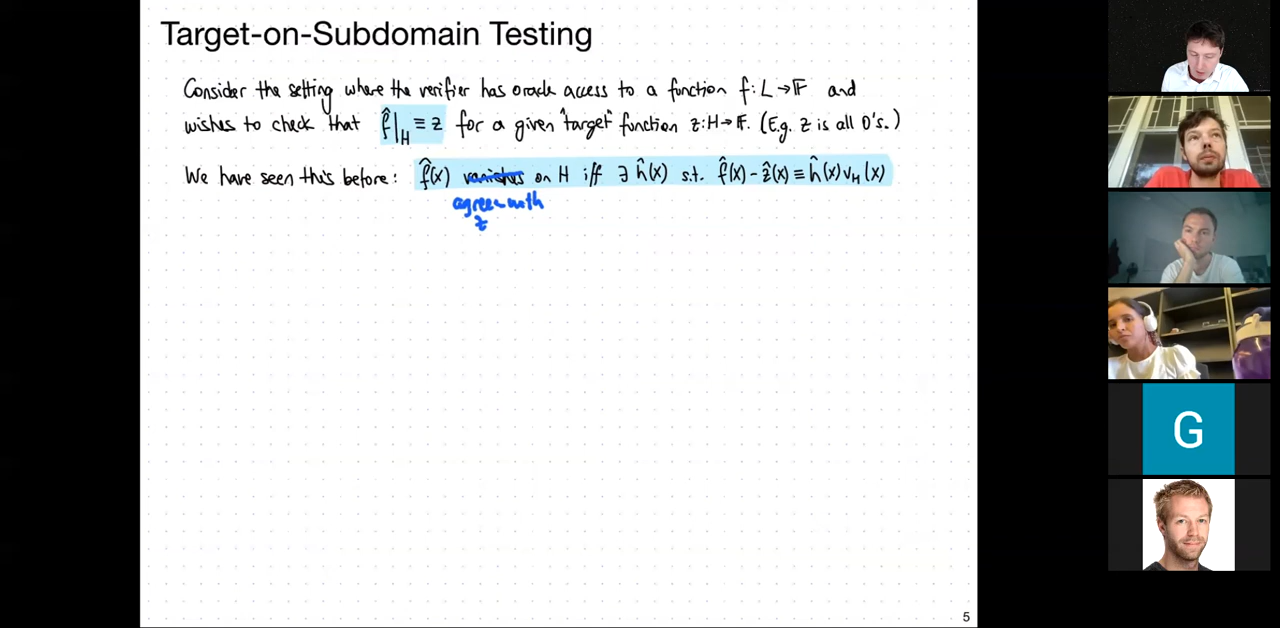 Target-on-Subdomain Testing
Consider the setting where the verifier has oracle access to a function f: L→𝔽 and
wishes to check that f̂|_H ≡ z for a given "target" function z: H→𝔽. (E.g. z is all 0's.)
We have seen this before: f̂(x) vanishes on H iff ∃ ĥ(x) s.t. f̂(x) - ẑ(x) ≡ ĥ(x) v_H(x)
agrees with
z
5
G